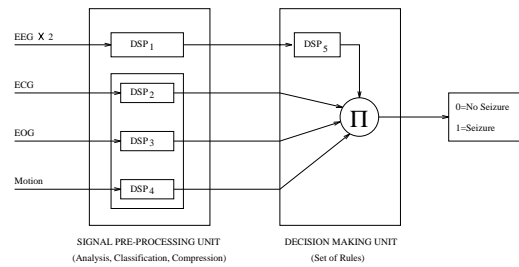 EEG X 2
DSP1
DSP5
ECG
DSP2
0=No Seizure
Π
1=Seizure
EOG
DSP3
Motion
DSP4
SIGNAL PRE-PROCESSING UNIT
(Analysis, Classification, Compression)
DECISION MAKING UNIT
(Set of Rules)